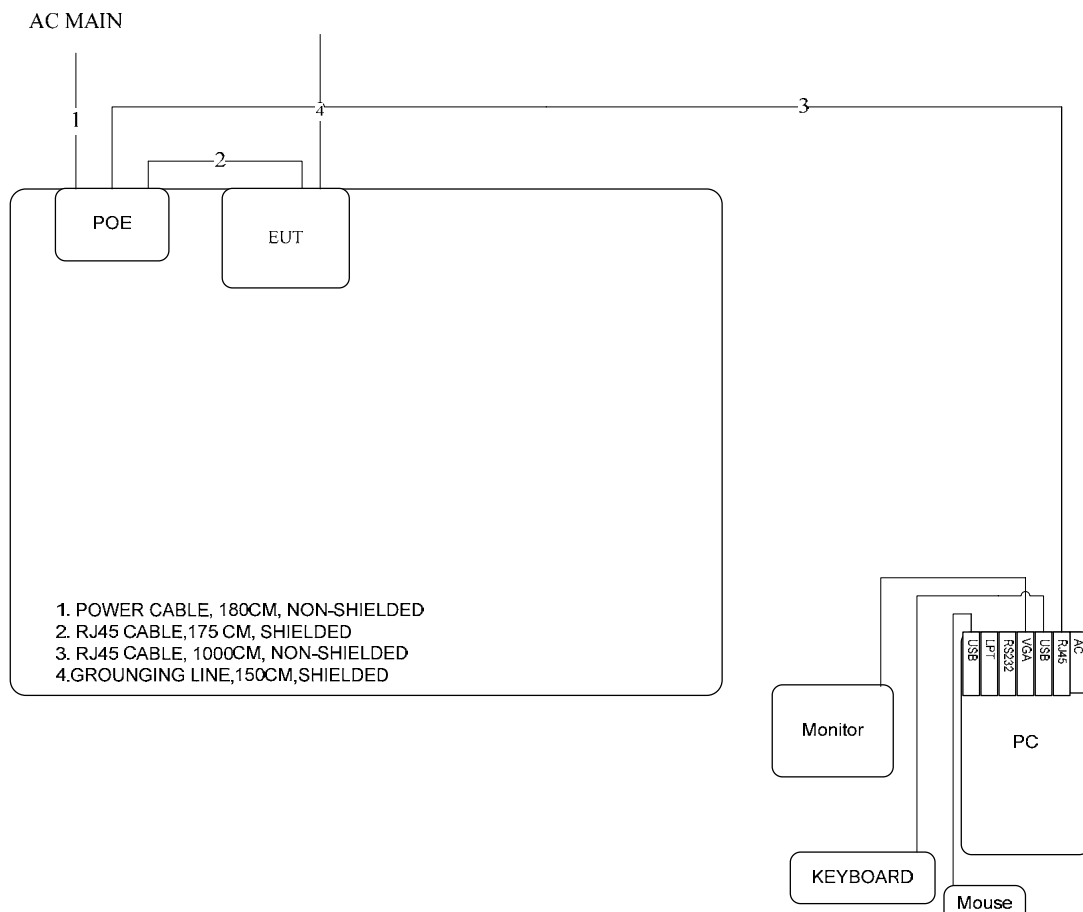 AC MAIN
1
4
3
2
POE
EUT
1. POWER CABLE, 180CM, NON-SHIELDED
2. RJ45 CABLE,175 CM, SHIELDED
3. RJ45 CABLE, 1000CM, NON-SHIELDED
4.GROUNGING LINE,150CM,SHIELDED
USB
LPT
RS232
VGA
USB
RJ45
AC
Monitor
PC
KEYBOARD
Mouse